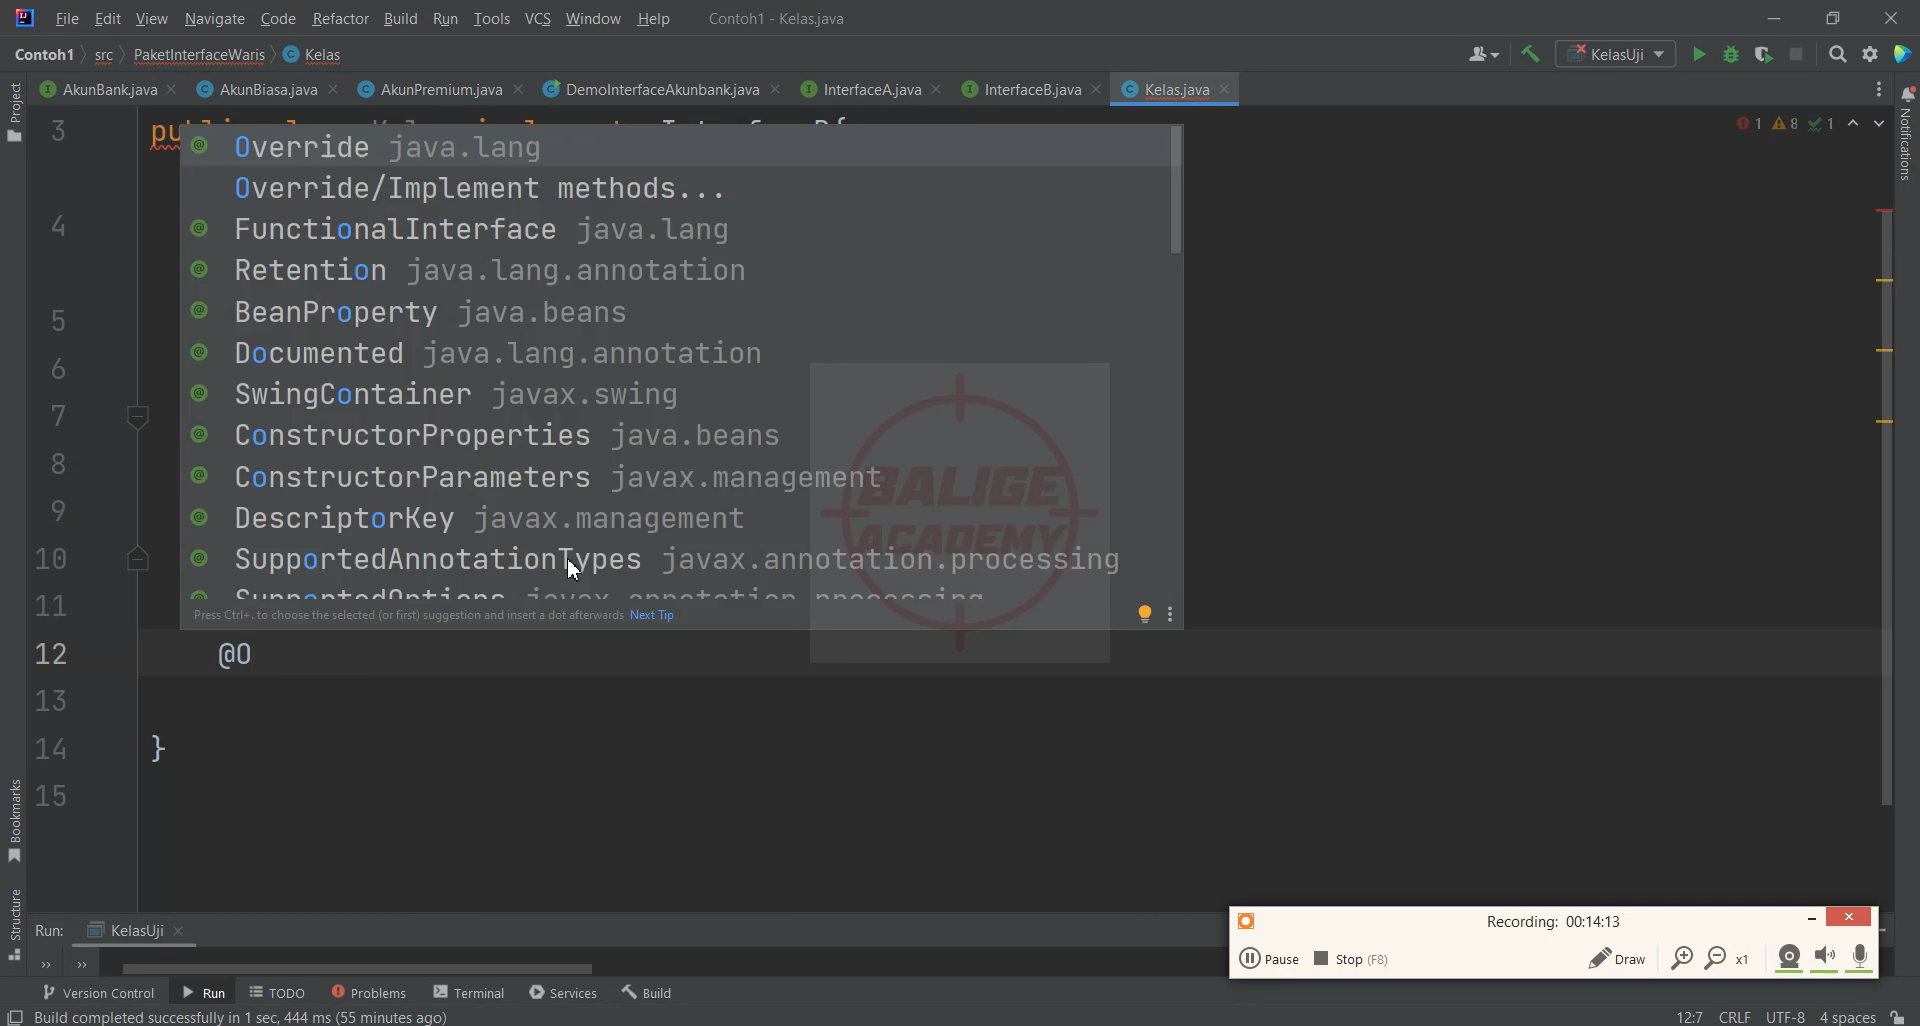 File Edit View Navigate Code Refactor Build Run Tools VCS Window Help Contoh1 - Kelas.java
Contoh1 src PaketInterfaceWaris Kelas KelasUji
AkunBank.java AkunBiasa.java AkunPremium.java DemoInterfaceAkunbank.java InterfaceA.java InterfaceB.java Kelas.java
Project
Notifications
Bookmarks
Structure
1 8 1
3
4
5
6
7
8
9
10
11
12 @O
13
14 }
15
Override java.lang
Override/Implement methods...
FunctionalInterface java.lang
Retention java.lang.annotation
BeanProperty java.beans
Documented java.lang.annotation
SwingContainer javax.swing
ConstructorProperties java.beans
ConstructorParameters javax.management
DescriptorKey javax.management
SupportedAnnotationTypes javax.annotation.processing
SupportedOptions javax.annotation.processing
Press Ctrl+. to choose the selected (or first) suggestion and insert a dot afterwards Next Tip
BALIGE
ACADEMY
Run: KelasUji
Recording: 00:14:13
Pause Stop (F8) Draw x1
Version Control Run TODO Problems Terminal Services Build
Build completed successfully in 1 sec, 444 ms (55 minutes ago) 12:7 CRLF UTF-8 4 spaces